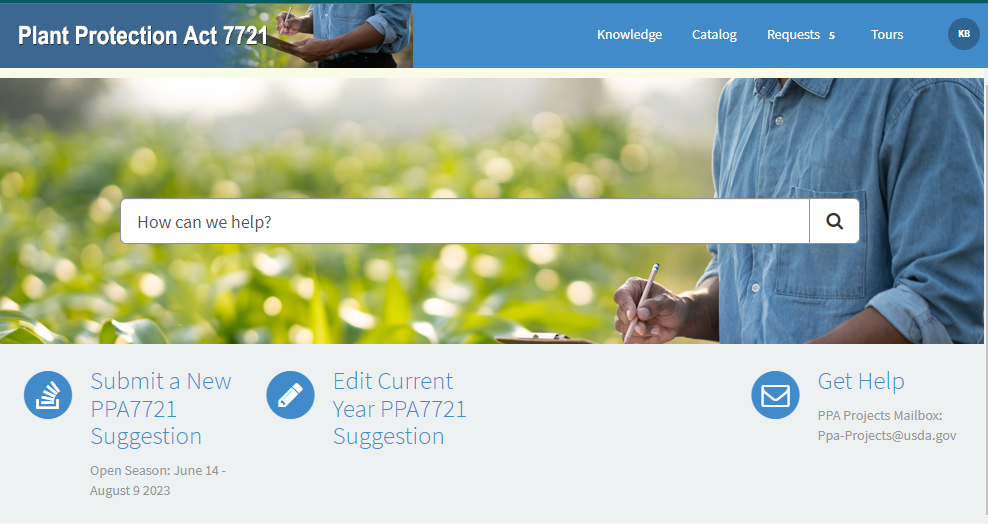 Plant Protection Act 7721
Knowledge Catalog Requests 5 Tours KB
How can we help?
Submit a New
PPA7721
Suggestion
Open Season: June 14 -
August 9 2023
Edit Current
Year PPA7721
Suggestion
Get Help
PPA Projects Mailbox:
Ppa-Projects@usda.gov